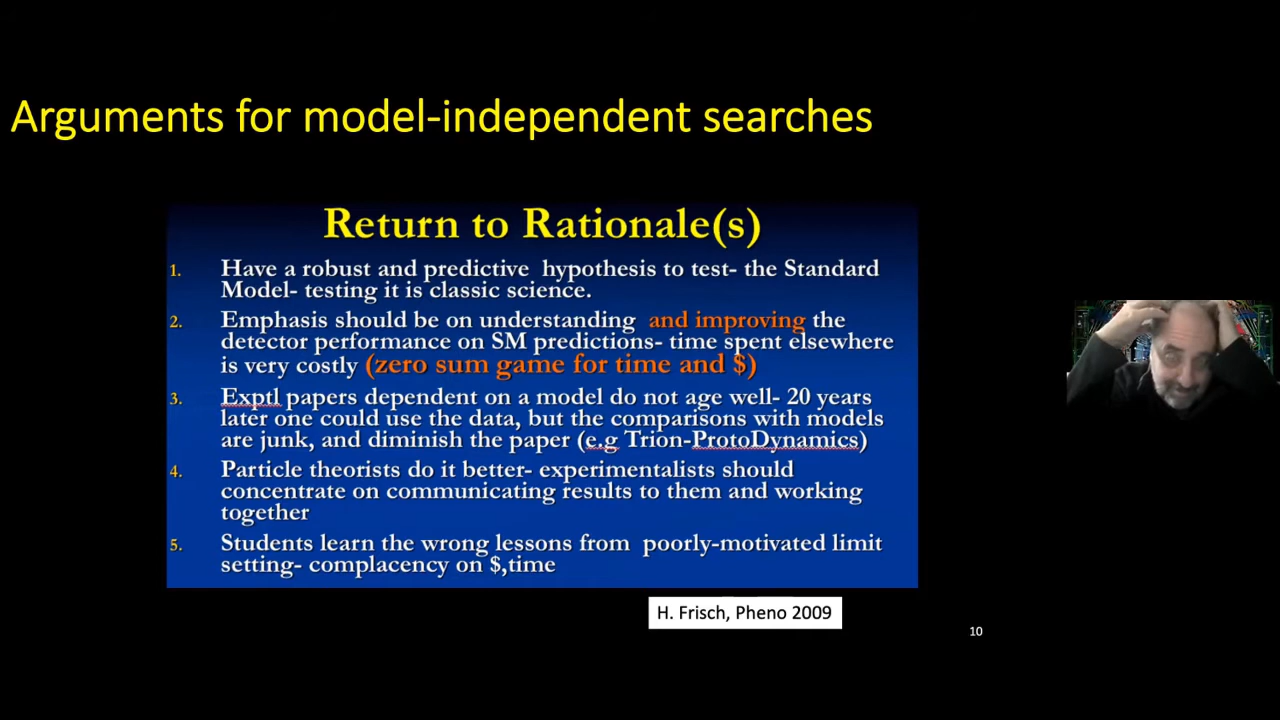 Arguments for model-independent searches
Return to Rationale(s)
1. Have a robust and predictive hypothesis to test- the Standard
Model- testing it is classic science.
2. Emphasis should be on understanding and improving the
detector performance on SM predictions- time spent elsewhere
is very costly (zero sum game for time and $)
3. Exptl papers dependent on a model do not age well- 20 years
later one could use the data, but the comparisons with models
are junk, and diminish the paper (e.g Trion-ProtoDynamics)
4. Particle theorists do it better- experimentalists should
concentrate on communicating results to them and working
together
5. Students learn the wrong lessons from poorly-motivated limit
setting- complacency on $,time
H. Frisch, Pheno 2009
10